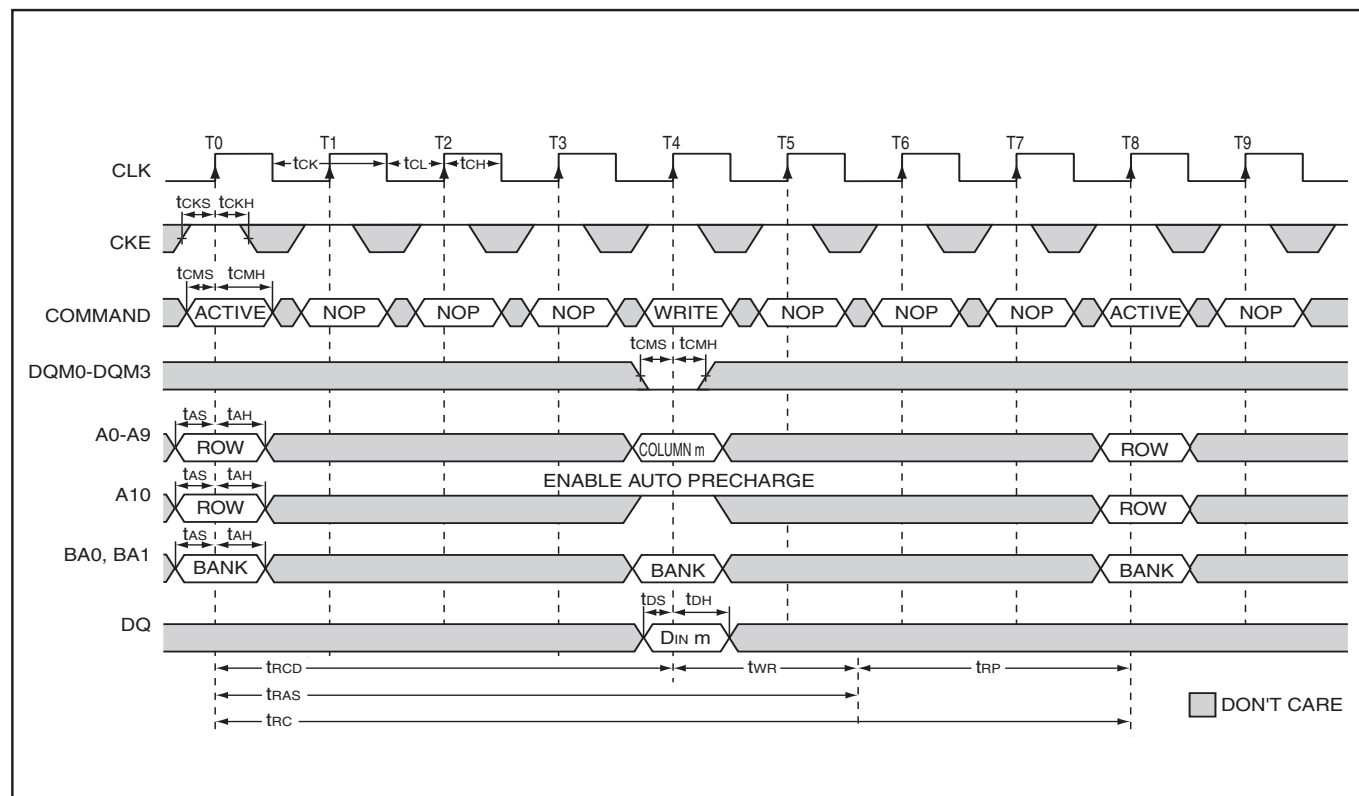 T0 T1 T2 T3 T4 T5 T6 T7 T8 T9
CLK tCK tCL tCH
tCKS tCKH
CKE
tCMS tCMH
COMMAND ACTIVE NOP NOP NOP WRITE NOP NOP NOP ACTIVE NOP
tCMS tCMH
DQM0-DQM3
tAS tAH
A0-A9 ROW COLUMN m ROW
tAS tAH ENABLE AUTO PRECHARGE
A10 ROW ROW
tAS tAH
BA0, BA1 BANK BANK BANK
tDS tDH
DQ DIN m
tRCD tWR tRP
tRAS
tRC
DON'T CARE